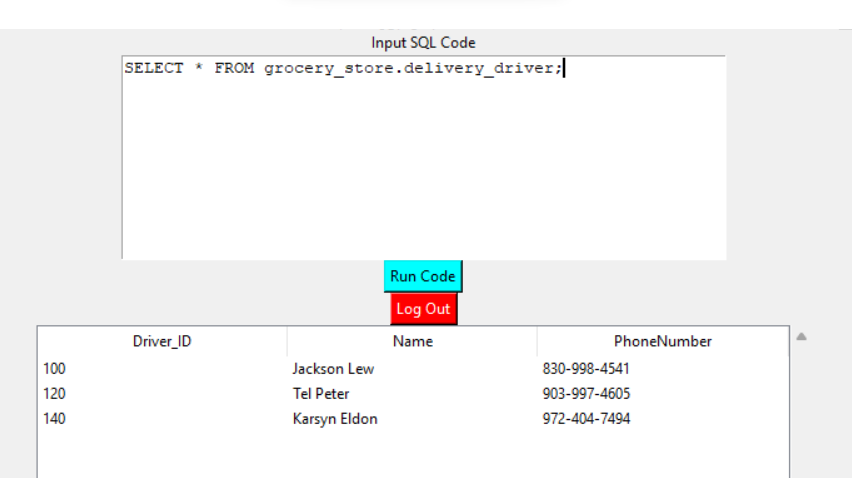 Input SQL Code
SELECT * FROM grocery_store.delivery_driver;
Run Code
Log Out
Driver_ID Name PhoneNumber
100 Jackson Lew 830-998-4541
120 Tel Peter 903-997-4605
140 Karsyn Eldon 972-404-7494